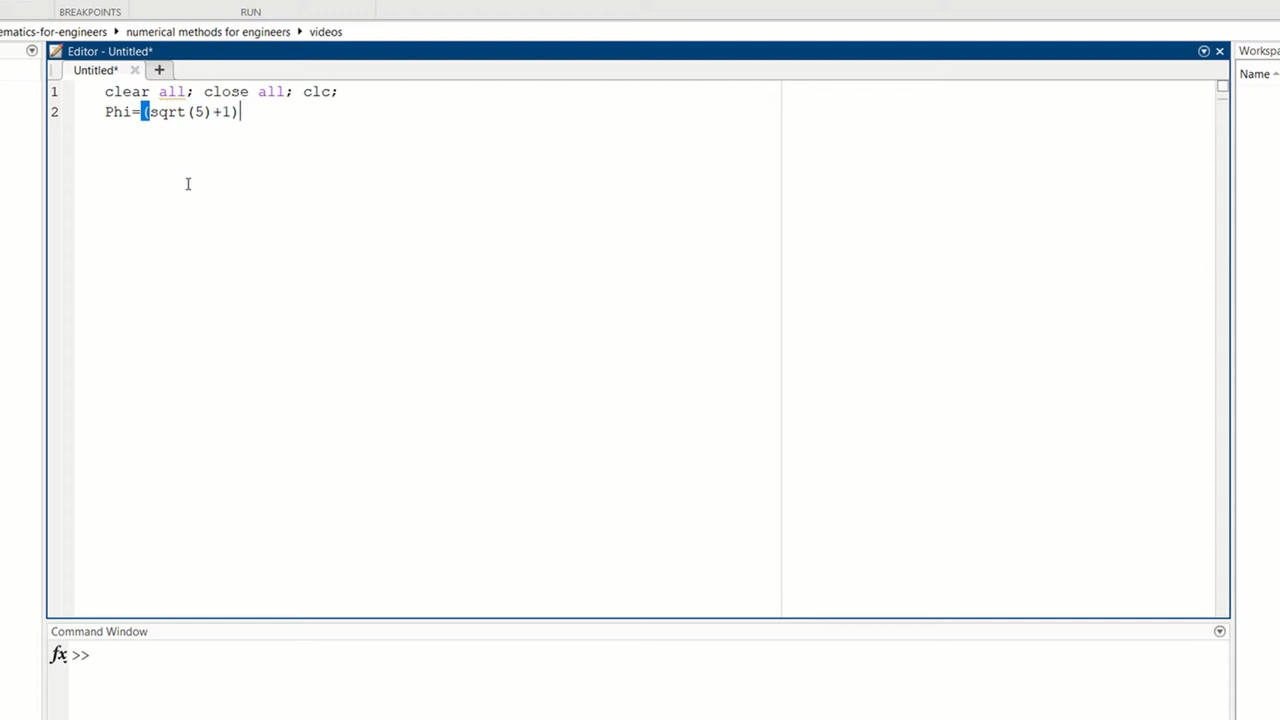 BREAKPOINTS RUN
ematics-for-engineers numerical methods for engineers videos
Editor - Untitled*
Workspa
Untitled*
Name
1 clear all; close all; clc;
2 Phi=(sqrt(5)+1)
Command Window
fx >>